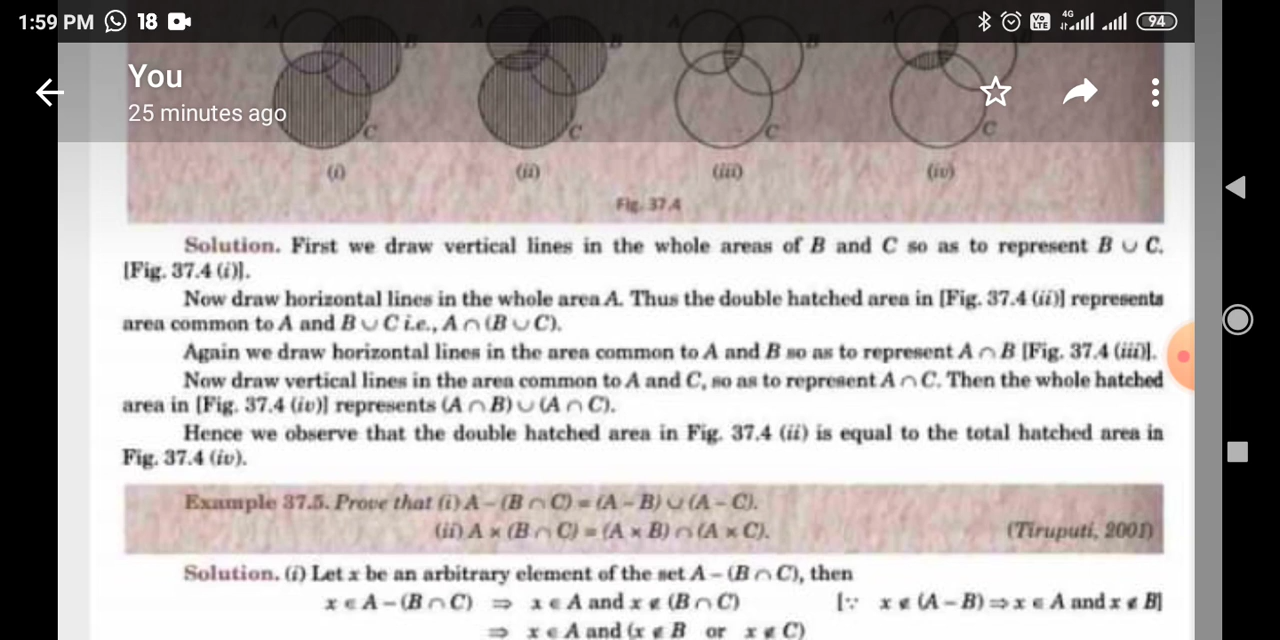 1:59 PM 18 Vo LTE 4G 94
A B A B A B A
You
25 minutes ago
C C C C
(i) (ii) (iii) (iv)
Fig. 37.4
Solution. First we draw vertical lines in the whole areas of B and C so as to represent B ∪ C.
[Fig. 37.4 (i)].
Now draw horizontal lines in the whole area A. Thus the double hatched area in [Fig. 37.4 (ii)] represents
area common to A and B ∪ C i.e., A ∩ (B ∪ C).
Again we draw horizontal lines in the area common to A and B so as to represent A ∩ B [Fig. 37.4 (iii)].
Now draw vertical lines in the area common to A and C, so as to represent A ∩ C. Then the whole hatched
area in [Fig. 37.4 (iv)] represents (A ∩ B) ∪ (A ∩ C).
Hence we observe that the double hatched area in Fig. 37.4 (ii) is equal to the total hatched area in
Fig. 37.4 (iv).
Example 37.5. Prove that (i) A – (B ∩ C) = (A – B) ∪ (A – C).
(ii) A × (B ∩ C) = (A × B) ∩ (A × C). (Tiruputi, 2001)
Solution. (i) Let x be an arbitrary element of the set A – (B ∩ C), then
x ∈ A – (B ∩ C) ⇒ x ∈ A and x ∉ (B ∩ C) [∵ x ∉ (A – B) ⇒ x ∈ A and x ∉ B]
⇒ x ∈ A and (x ∉ B or x ∉ C)